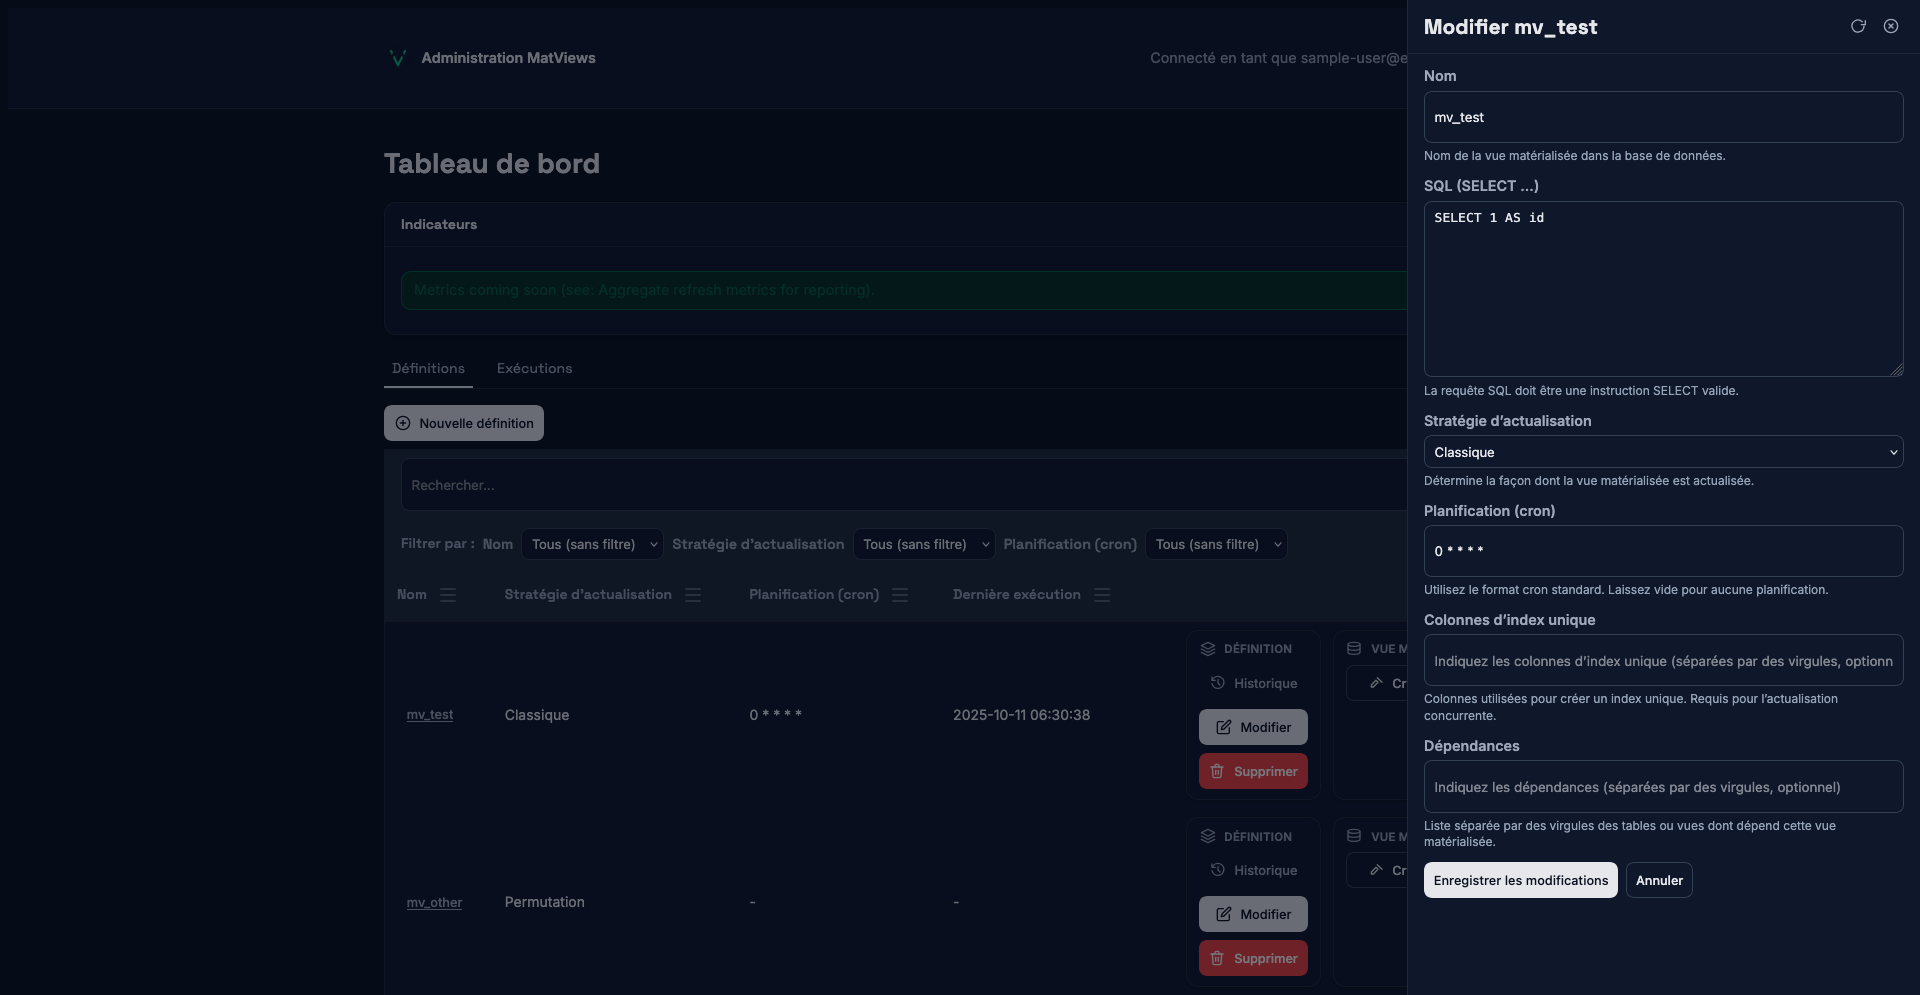 Administration MatViews
Connecté en tant que sample-user@e
Tableau de bord
Indicateurs
Metrics coming soon (see: Aggregate refresh metrics for reporting).
Définitions
Exécutions
Nouvelle définition
Rechercher...
Filtrer par : Nom Tous (sans filtre) Stratégie d’actualisation Tous (sans filtre) Planification (cron) Tous (sans filtre)
Nom Stratégie d’actualisation Planification (cron) Dernière exécution
DÉFINITION
VUE M
Historique
Cr
mv_test Classique 0 * * * * 2025-10-11 06:30:38
Modifier
Supprimer
DÉFINITION
VUE M
Historique
Cr
mv_other Permutation - -
Modifier
Supprimer
Modifier mv_test
Nom
mv_test
Nom de la vue matérialisée dans la base de données.
SQL (SELECT …)
SELECT 1 AS id
La requête SQL doit être une instruction SELECT valide.
Stratégie d’actualisation
Classique
Détermine la façon dont la vue matérialisée est actualisée.
Planification (cron)
0 * * * *
Utilisez le format cron standard. Laissez vide pour aucune planification.
Colonnes d’index unique
Indiquez les colonnes d’index unique (séparées par des virgules, optionn
Colonnes utilisées pour créer un index unique. Requis pour l’actualisation
concurrente.
Dépendances
Indiquez les dépendances (séparées par des virgules, optionnel)
Liste séparée par des virgules des tables ou vues dont dépend cette vue
matérialisée.
Enregistrer les modifications
Annuler